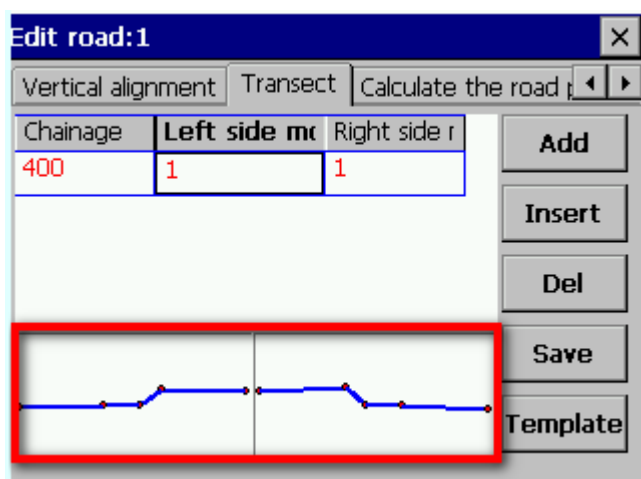 Edit road:1
Vertical alignment Transect Calculate the road
Chainage Left side Right side
400 1 1
Add
Insert
Del
Save
Template